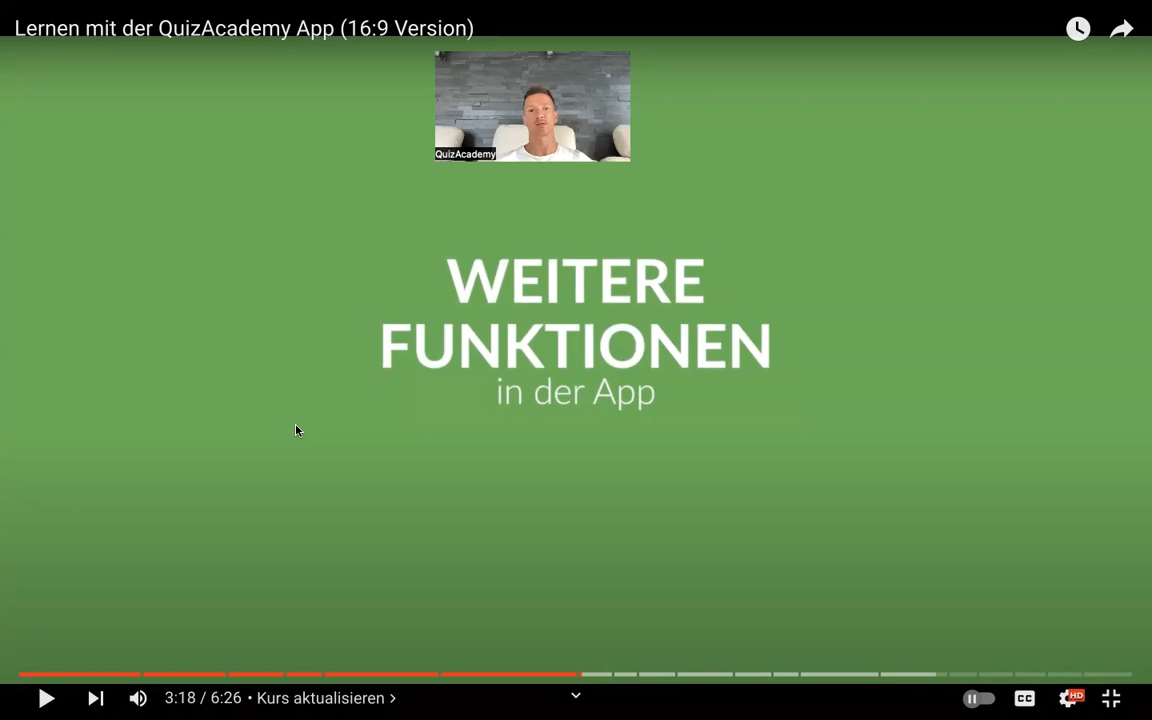 Lernen mit der QuizAcademy App (16:9 Version)
QuizAcademy
WEITERE
FUNKTIONEN
in der App
3:18 / 6:26 • Kurs aktualisieren >
CC
HD